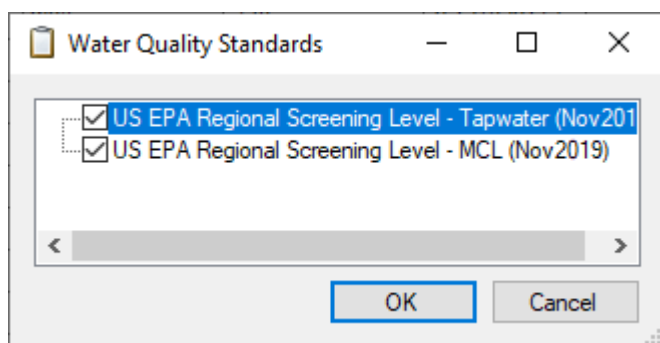 Water Quality Standards
US EPA Regional Screening Level - Tapwater (Nov201
US EPA Regional Screening Level - MCL (Nov2019)
OK
Cancel